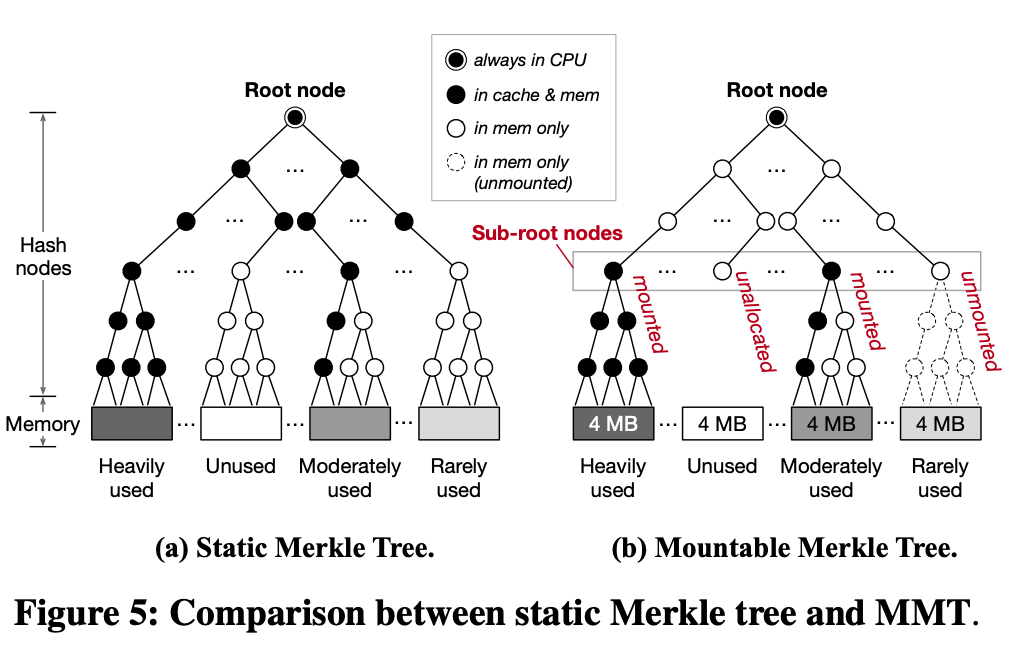 always in CPU
in cache & mem
in mem only
in mem only
(unmounted)
Root node
...
...
...
...
...
...
Hash
nodes
Memory
...
...
...
Heavily
used
Unused
Moderately
used
Rarely
used
(a) Static Merkle Tree.
Root node
...
...
...
Sub-root nodes
...
...
...
mounted
unallocated
mounted
unmounted
4 MB
...
4 MB
...
4 MB
...
4 MB
Heavily
used
Unused
Moderately
used
Rarely
used
(b) Mountable Merkle Tree.
Figure 5: Comparison between static Merkle tree and MMT.